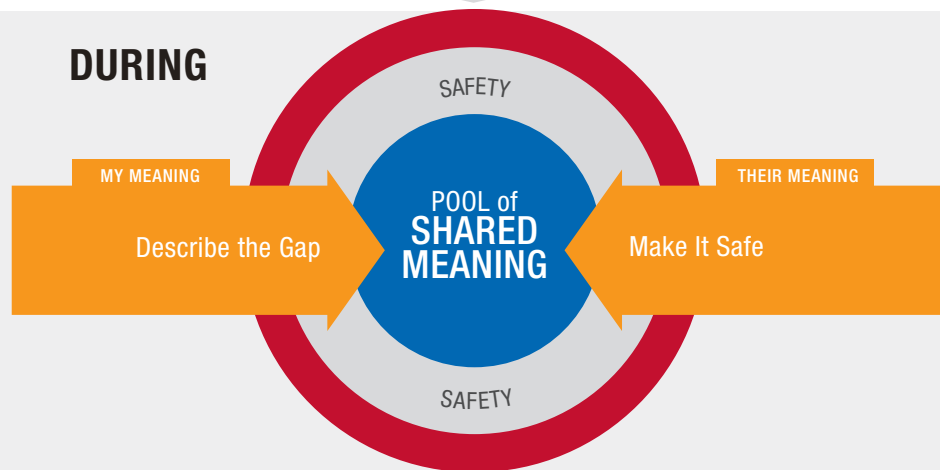 DURING
SAFETY
MY MEANING
Describe the Gap
POOL of
SHARED
MEANING
THEIR MEANING
Make It Safe
SAFETY